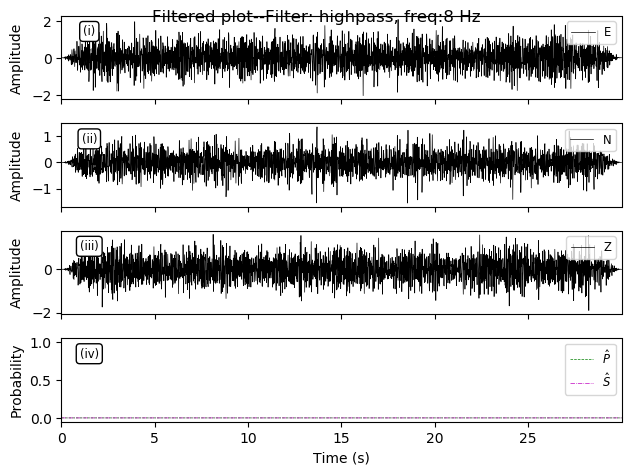 Filtered plot--Filter: highpass, freq:8 Hz
(i)
E
2
0
−2
Amplitude
(ii)
N
1
0
−1
Amplitude
(iii)
Z
0
−2
Amplitude
(iv)
P̂
Ŝ
1.0
0.5
0.0
Probability
0 5 10 15 20 25
Time (s)